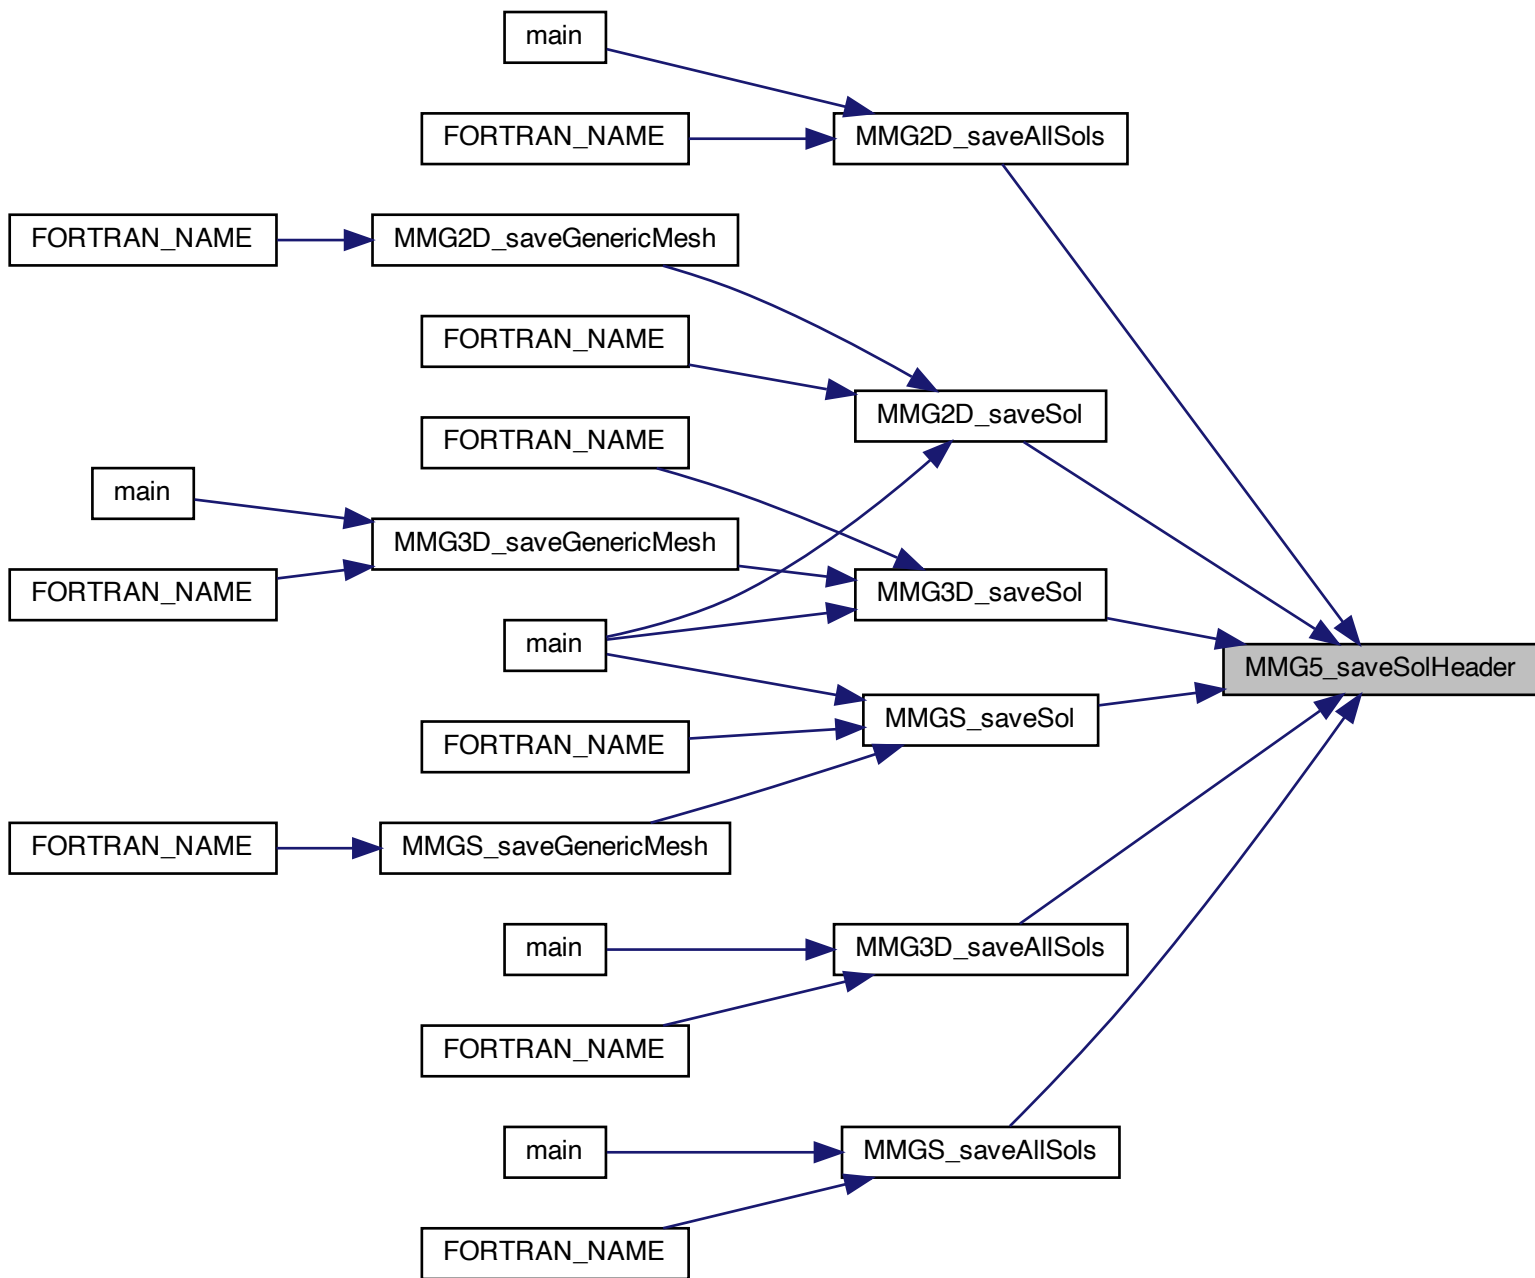 main
FORTRAN_NAME
MMG2D_saveAllSols
FORTRAN_NAME
MMG2D_saveGenericMesh
FORTRAN_NAME
MMG2D_saveSol
FORTRAN_NAME
main
MMG3D_saveGenericMesh
FORTRAN_NAME
MMG3D_saveSol
main
MMG5_saveSolHeader
MMGS_saveSol
FORTRAN_NAME
FORTRAN_NAME
MMGS_saveGenericMesh
main
MMG3D_saveAllSols
FORTRAN_NAME
main
MMGS_saveAllSols
FORTRAN_NAME